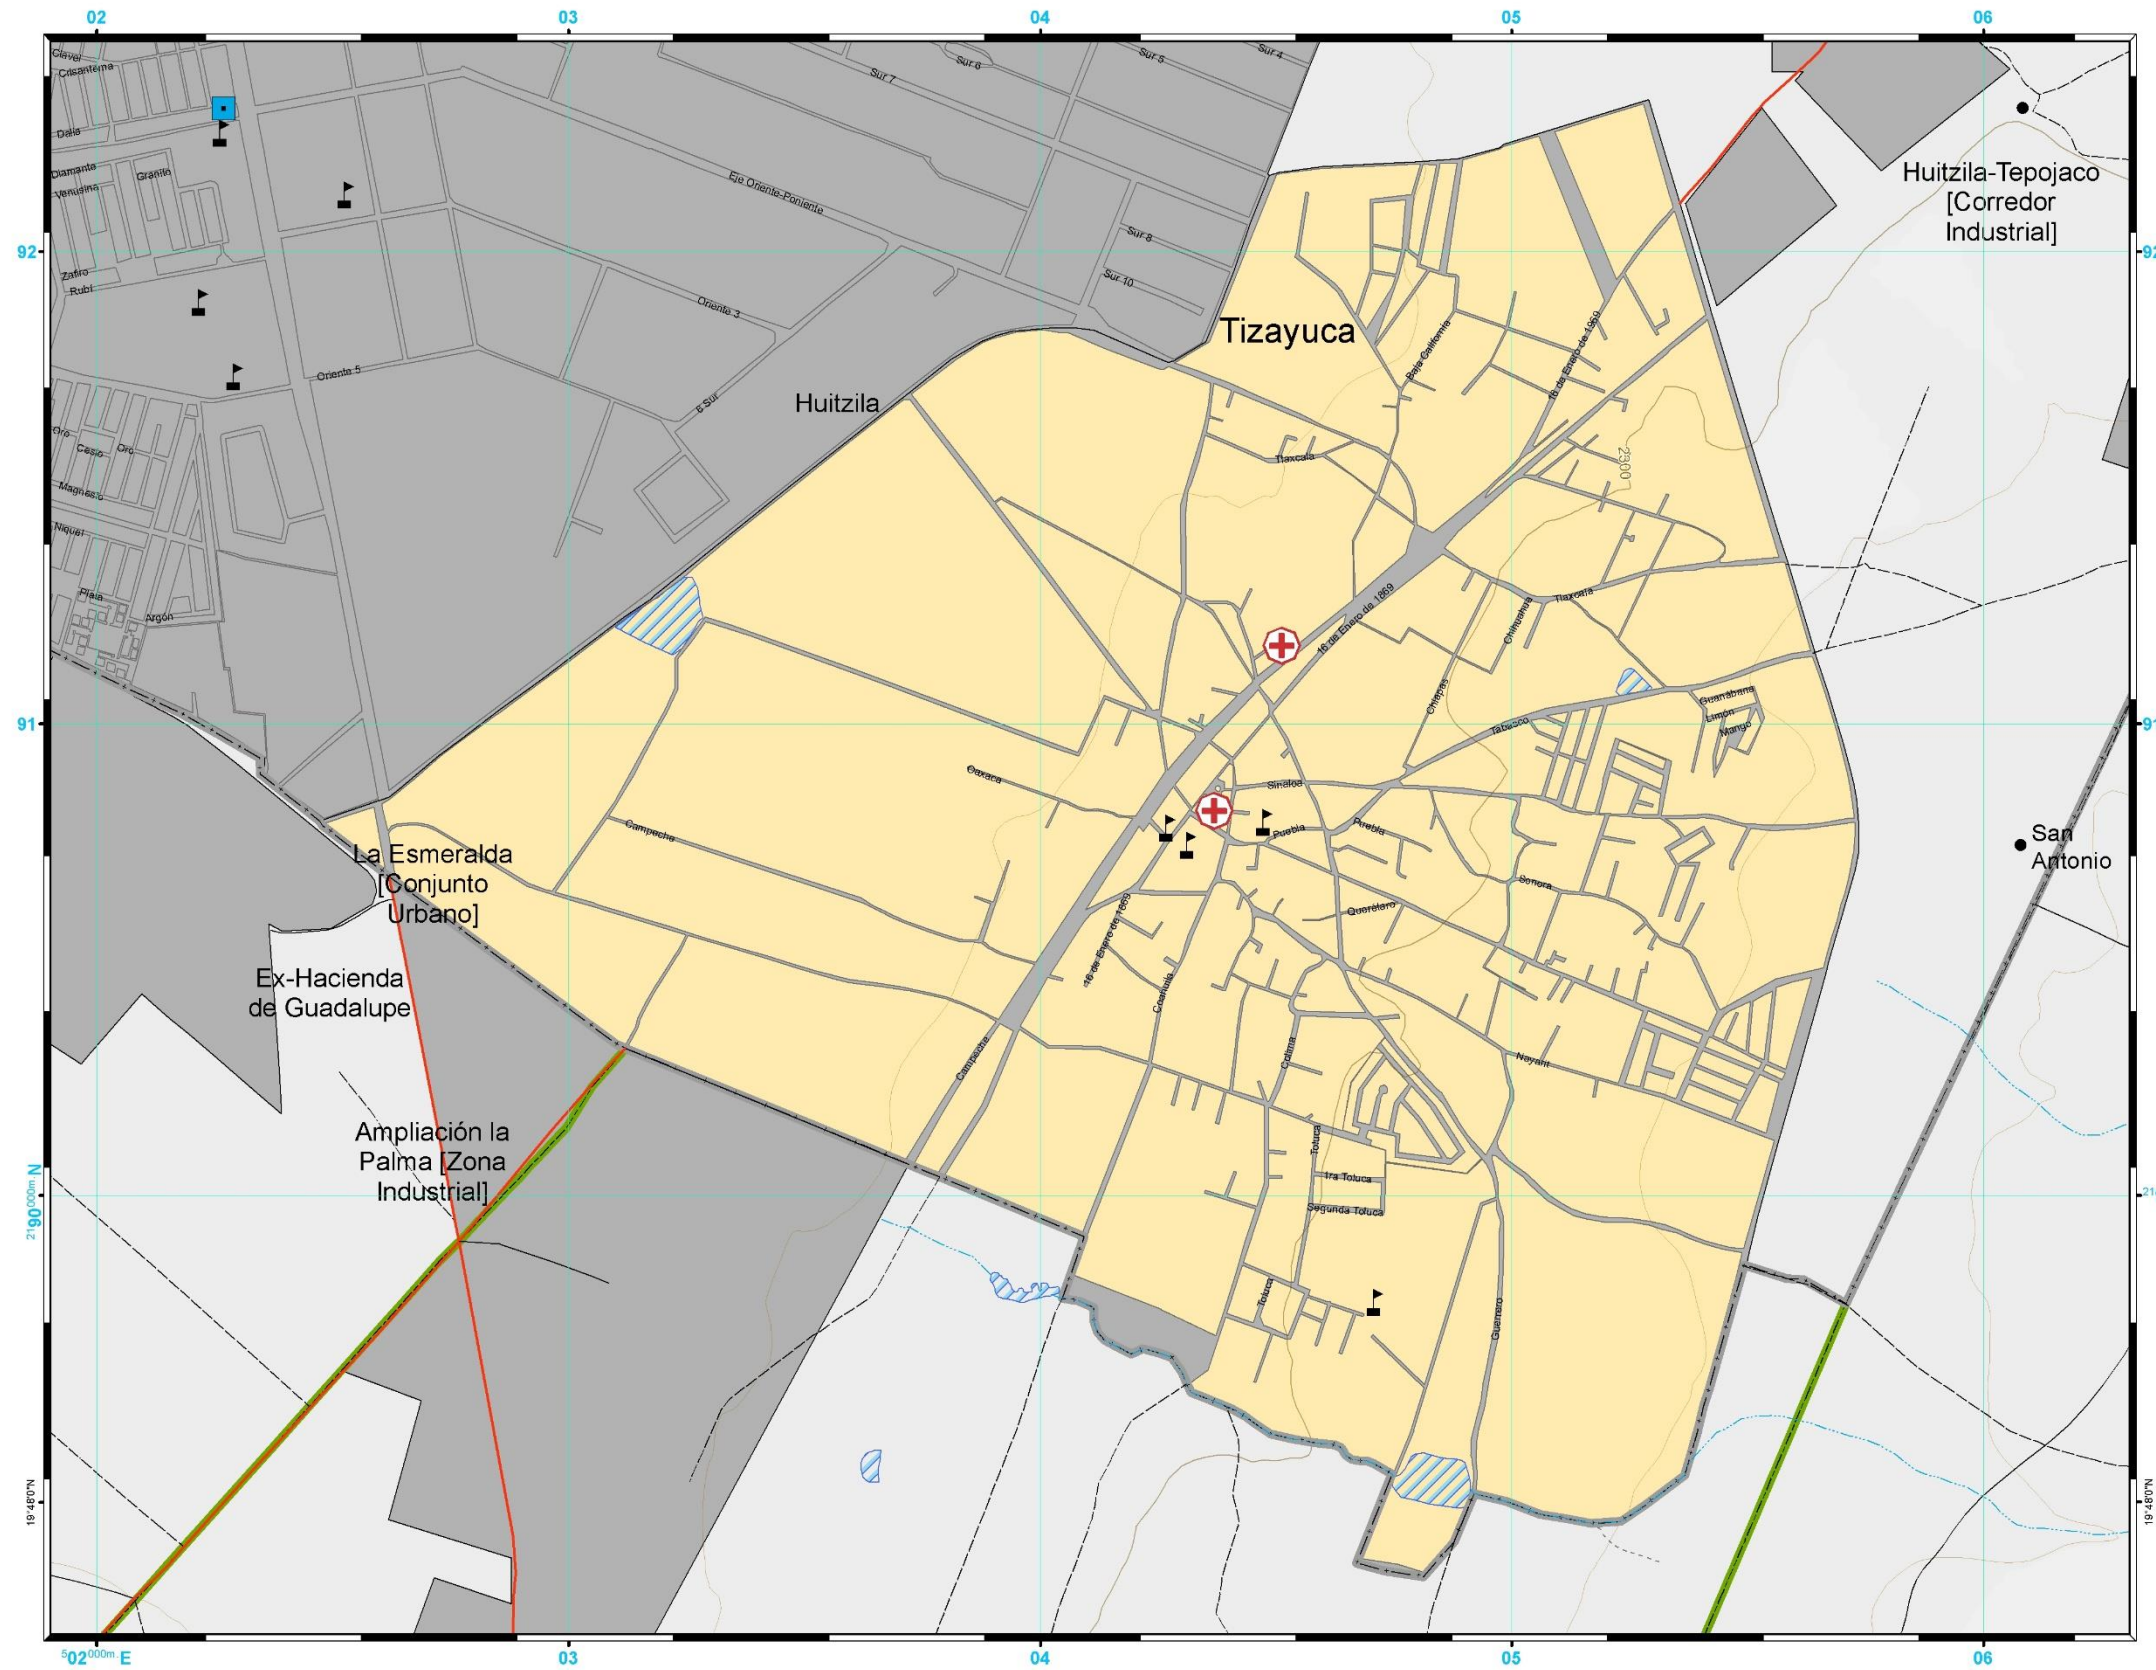 02
03
04
05
06
Clavel
Crisantema
Dalia
Diamante
Venusina
Granito
Zafiro
Rubí
Sur 7
Sur 6
Sur 5
Sur 4
Eje Oriente-Poniente
Sur 8
Sur 10
Huitzila-Tepojaco
[Corredor
Industrial]
92
92
Oriente 3
Oriente 5
6 Sur
Huitzila
Tizayuca
Baja California
16 de Enero de 1869
Oro
Cesio
Oro
Magnesio
Niquel
Plata
Argón
Tlaxcala
2300
16 de Enero de 1869
Chihuahua
Tlaxcala
Chiapas
Tabasco
Guanábana
Limón
Mango
91
91
Oaxaca
Sinaloa
Puebla
Puebla
Campeche
La Esmeralda
[Conjunto
Urbano]
San
Antonio
Sonora
Querétaro
16 de Enero de 1869
Coahuila
Ex-Hacienda
de Guadalupe
Campeche
Colima
Nayarit
Ampliación la
Palma [Zona
Industrial]
Toluca
1ra Toluca
Segunda Toluca
2190000m. N
21
Toluca
Guerrero
19°48'0"N
19°48'0"N
502000m. E
03
04
05
06